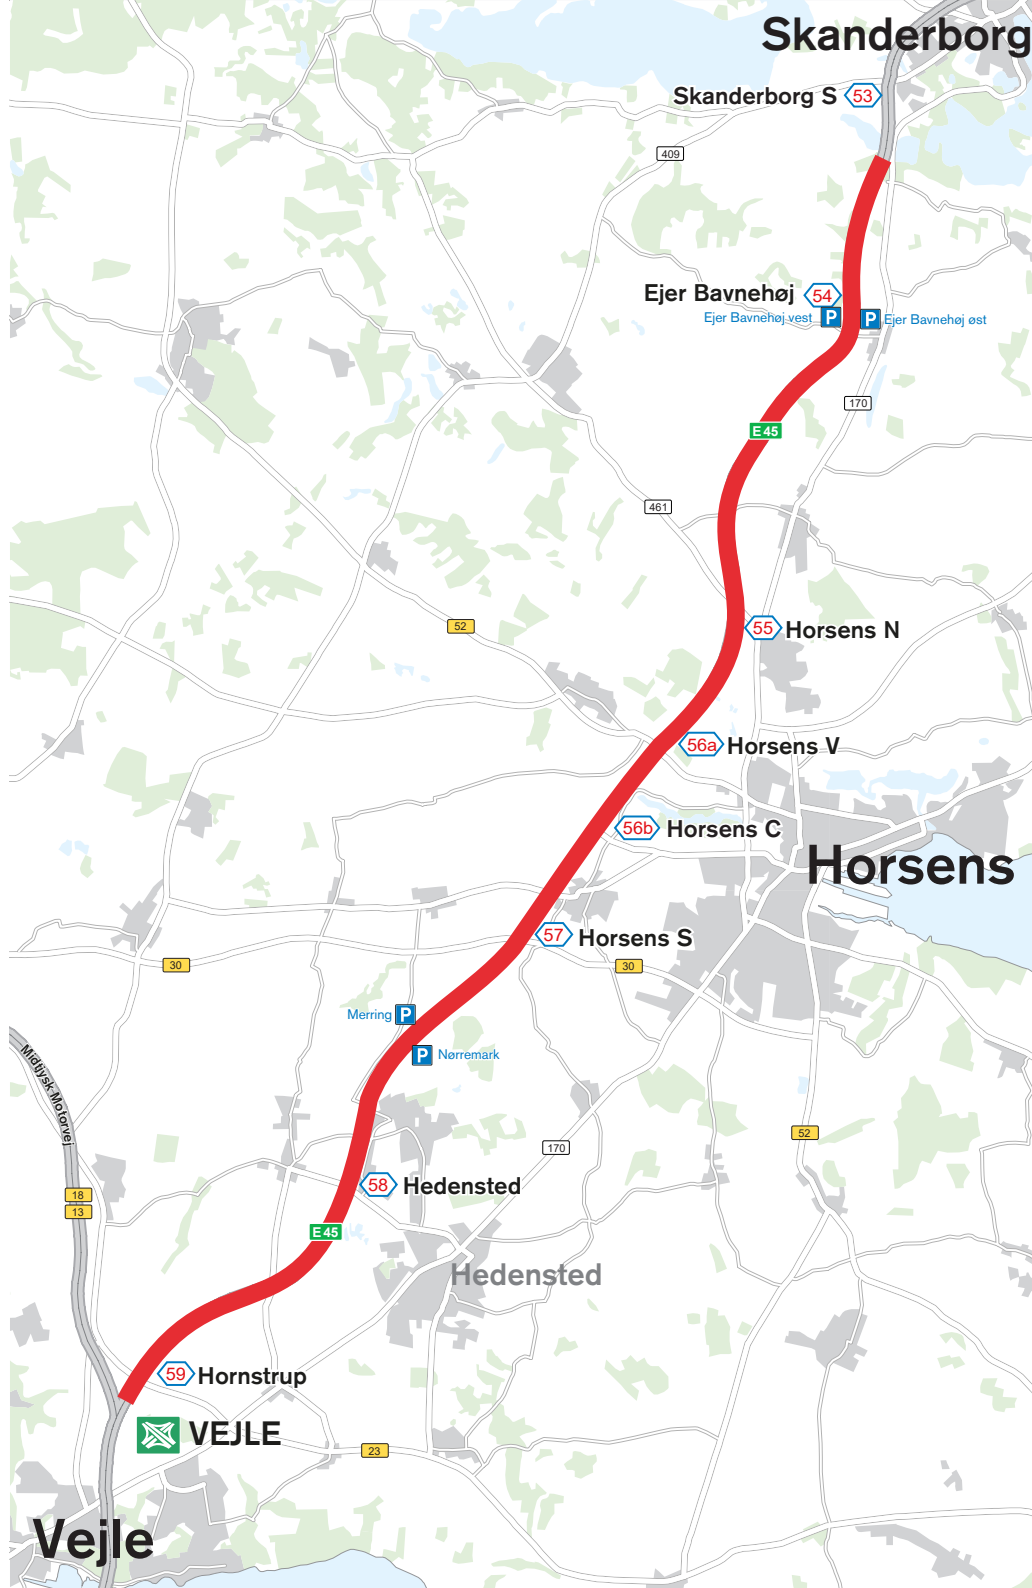 Skanderborg
Skanderborg S 53
409
Ejer Bavnehøj 54
Ejer Bavnehøj vest P
P Ejer Bavnehøj øst
170
E 45
461
52
55 Horsens N
56a Horsens V
56b Horsens C
Horsens
57 Horsens S
30
30
Merring P
P Nørremark
Midtjysk Motorvej
52
170
18
13
58 Hedensted
E 45
Hedensted
59 Hornstrup
VEJLE
23
Vejle